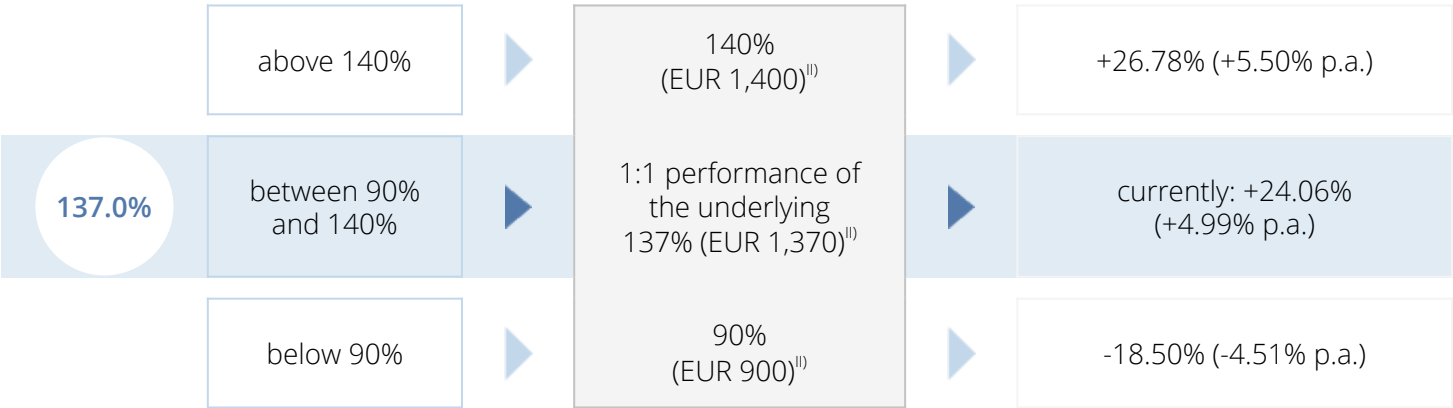 above 140%
140%
(EUR 1,400)II)
+26.78% (+5.50% p.a.)
137.0%
between 90%
and 140%
1:1 performance of
the underlying
137% (EUR 1,370)II)
currently: +24.06%
(+4.99% p.a.)
below 90%
90%
(EUR 900)II)
-18.50% (-4.51% p.a.)